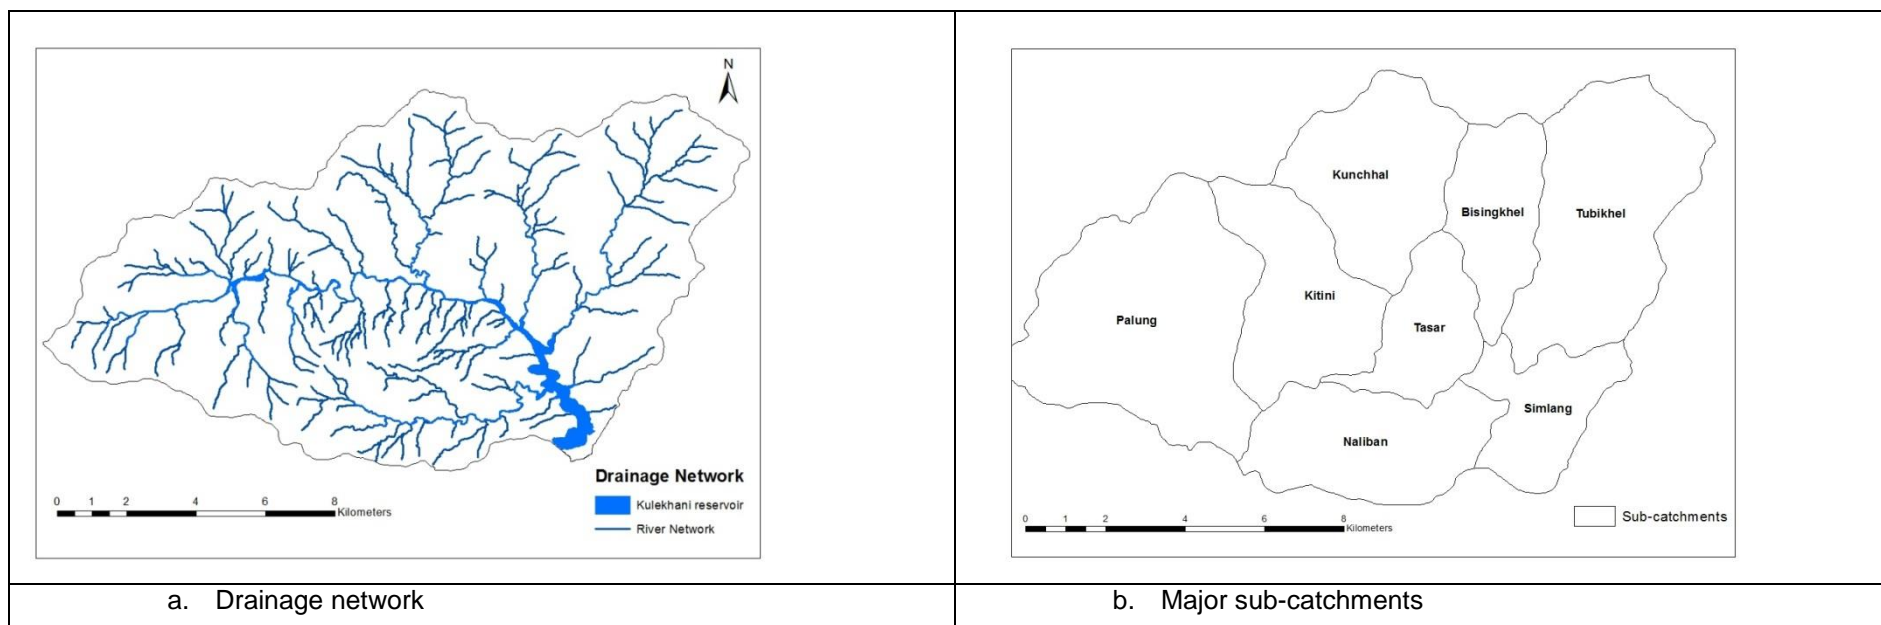 N
Drainage Network
Kulekhani reservoir
River Network
0 1 2 4 6 8
Kilometers
Kunchhal
Bisingkhel
Tubikhel
Kitini
Palung
Tasar
Simlang
Naliban
Sub-catchments
0 1 2 4 6 8
Kilometers
a. Drainage network
b. Major sub-catchments